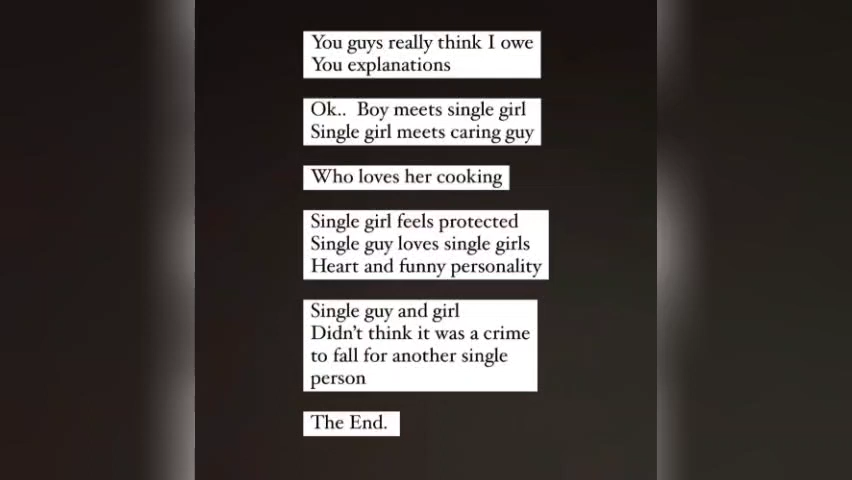 You guys really think I owe
You explanations
Ok.. Boy meets single girl
Single girl meets caring guy
Who loves her cooking
Single girl feels protected
Single guy loves single girls
Heart and funny personality
Single guy and girl
Didn't think it was a crime
to fall for another single
person
The End.